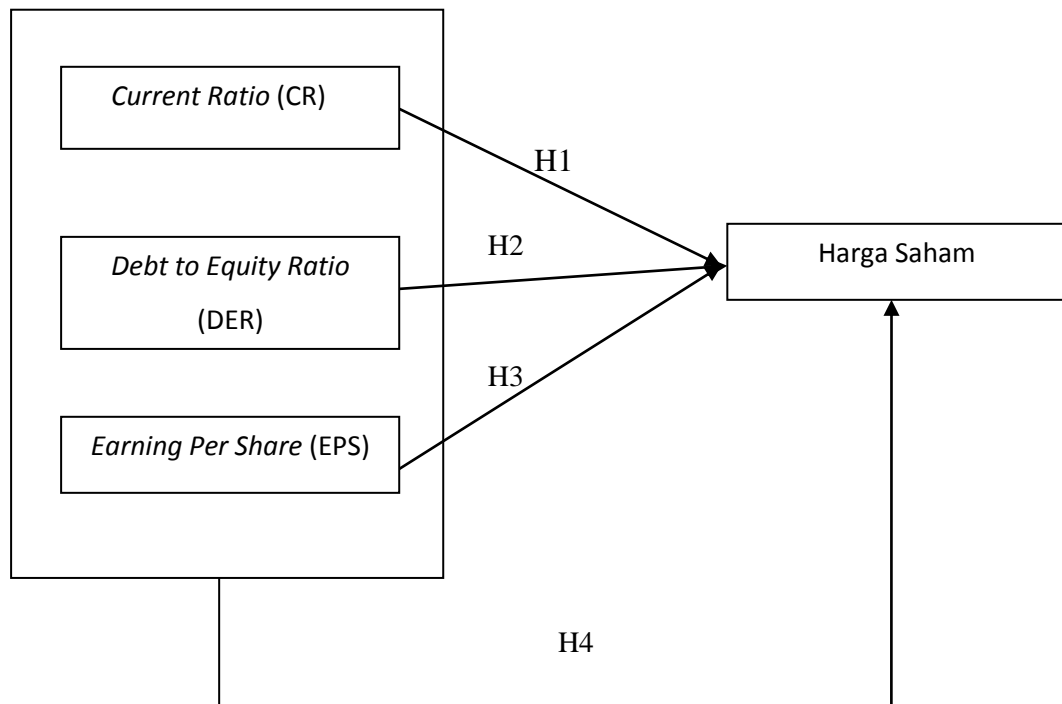 Current Ratio (CR)
H1
Debt to Equity Ratio
(DER)
H2
Harga Saham
Earning Per Share (EPS)
H3
H4